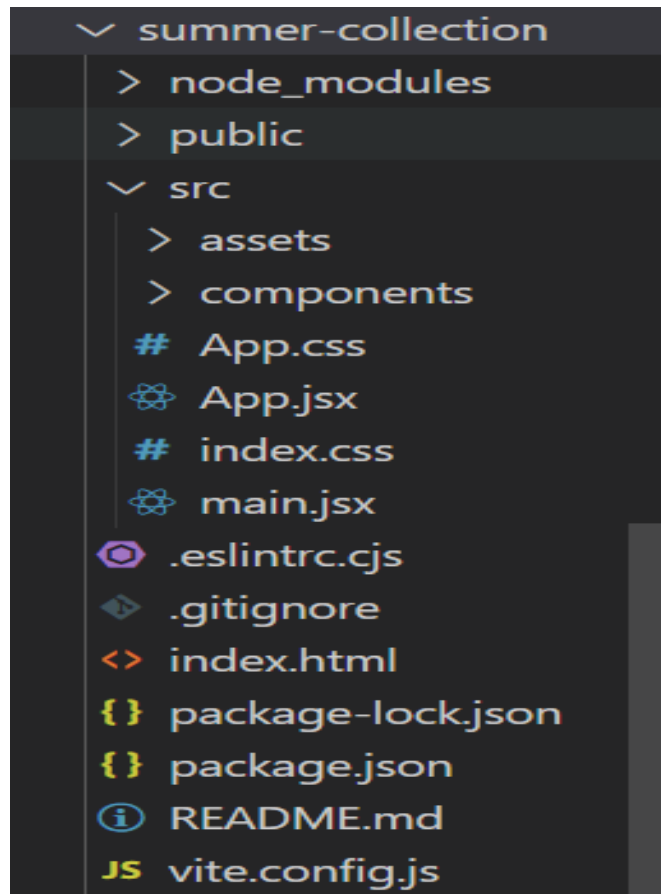 summer-collection
node_modules
public
src
assets
components
# App.css
App.jsx
# index.css
main.jsx
.eslintrc.cjs
.gitignore
<> index.html
{} package-lock.json
{} package.json
README.md
JS vite.config.js